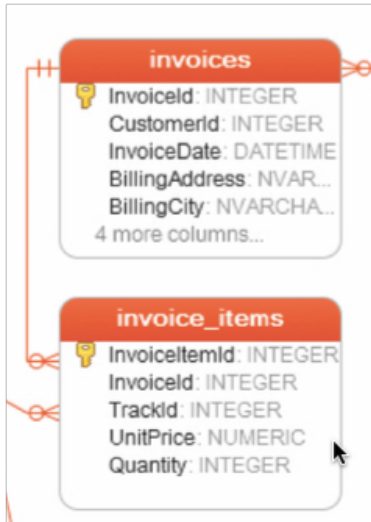 invoices
InvoiceId: INTEGER
CustomerId: INTEGER
InvoiceDate: DATETIME
BillingAddress: NVAR...
BillingCity: NVARCHA...
4 more columns...
invoice_items
InvoiceItemId: INTEGER
InvoiceId: INTEGER
TrackId: INTEGER
UnitPrice: NUMERIC
Quantity: INTEGER